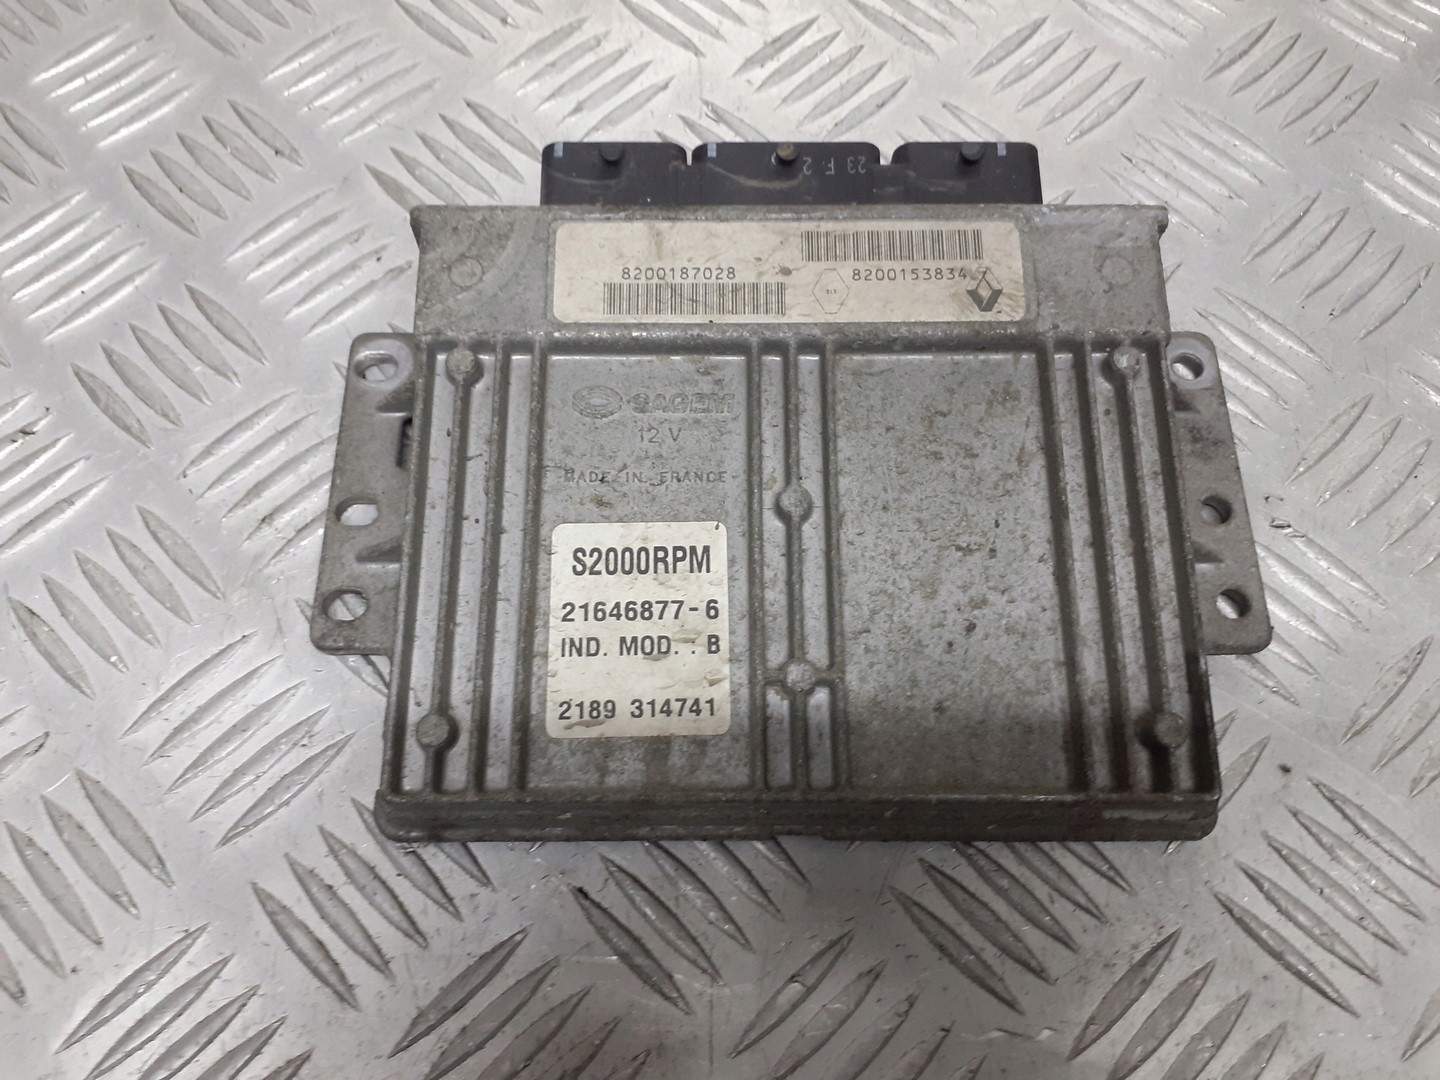 23 F. 2
8200187028
8200153834
SAGEM
12 V
MADE IN FRANCE
S2000RPM
21646877-6
IND. MOD. : B
2189 314741